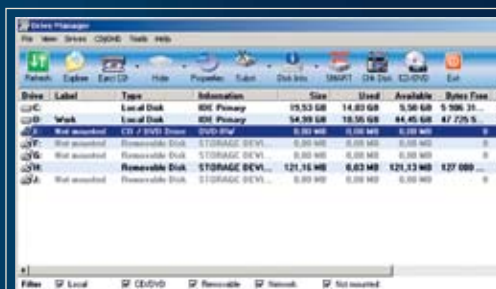 Drive Manager
File View Drives CD/DVD Tools Help
Refresh Explore Eject CD Hide Properties Subst Disk Info SMART Chk Disk CD/DVD Exit
Drive Label Type Information Size Used Available Bytes Free
C: Local Disk IDE Primary 19,53 GB 14,03 GB 5,50 GB
D: Work Local Disk IDE Primary 54,99 GB 10,55 GB 44,45 GB
Not mounted CD / DVD Drive DVD-RW 0,00 MB 0,00 MB 0,00 MB 0
F: Not mounted Removable Disk STORAGE DEVI... 0,00 MB 0,00 MB 0,00 MB 0
G: Not mounted Removable Disk STORAGE DEVI... 0,00 MB 0,00 MB 0,00 MB 0
H: Removable Disk STORAGE DEVI... 121,16 MB 0,03 MB 121,13 MB
J: Not mounted Removable Disk STORAGE DEVI... 0,00 MB 0,00 MB 0,00 MB 0
Filter Local CD/DVD Removable Network Not mounted